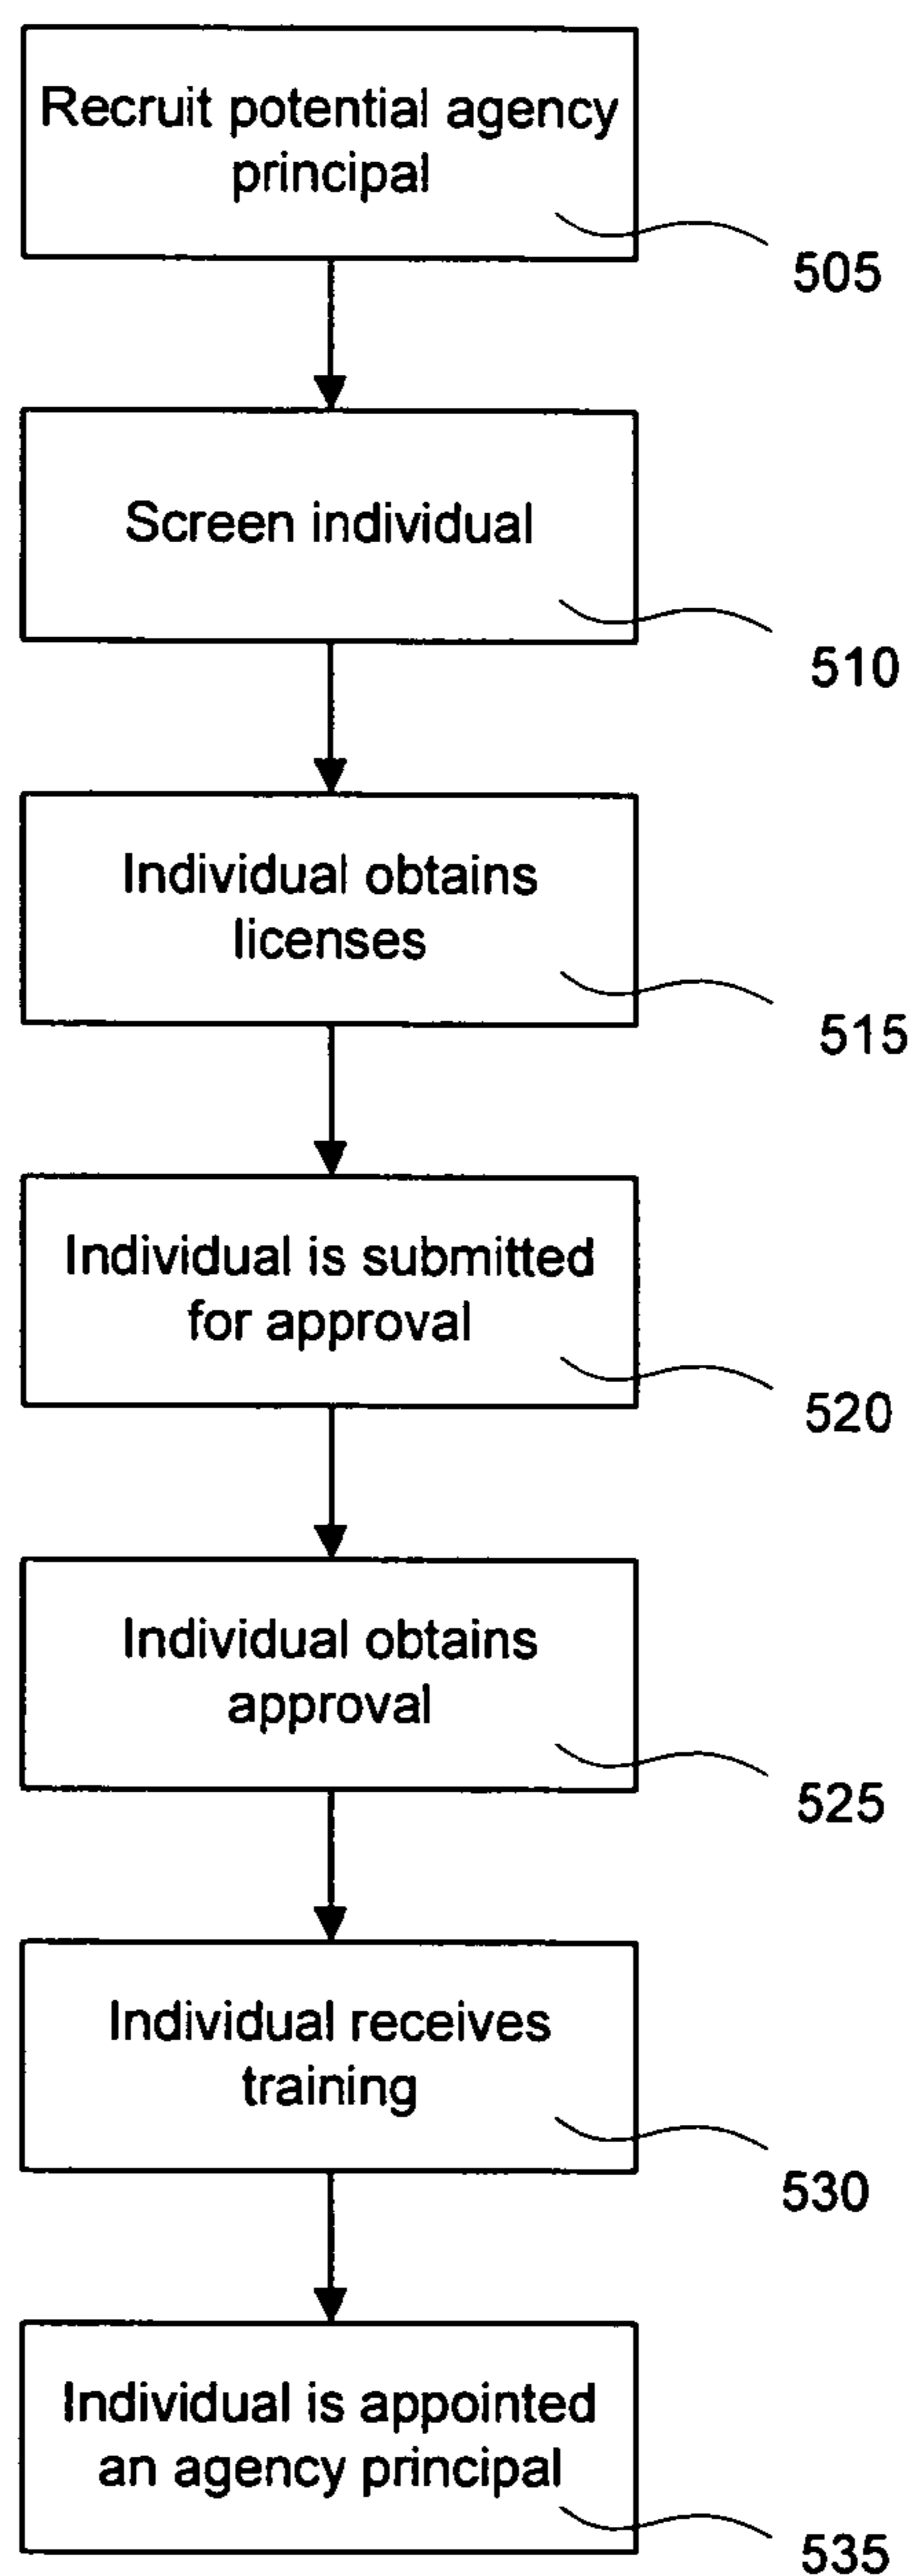 Recruit potential agency
principal
505
Screen individual
510
Individual obtains
licenses
515
Individual is submitted
for approval
520
Individual obtains
approval
525
Individual receives
training
530
Individual is appointed
an agency principal
535